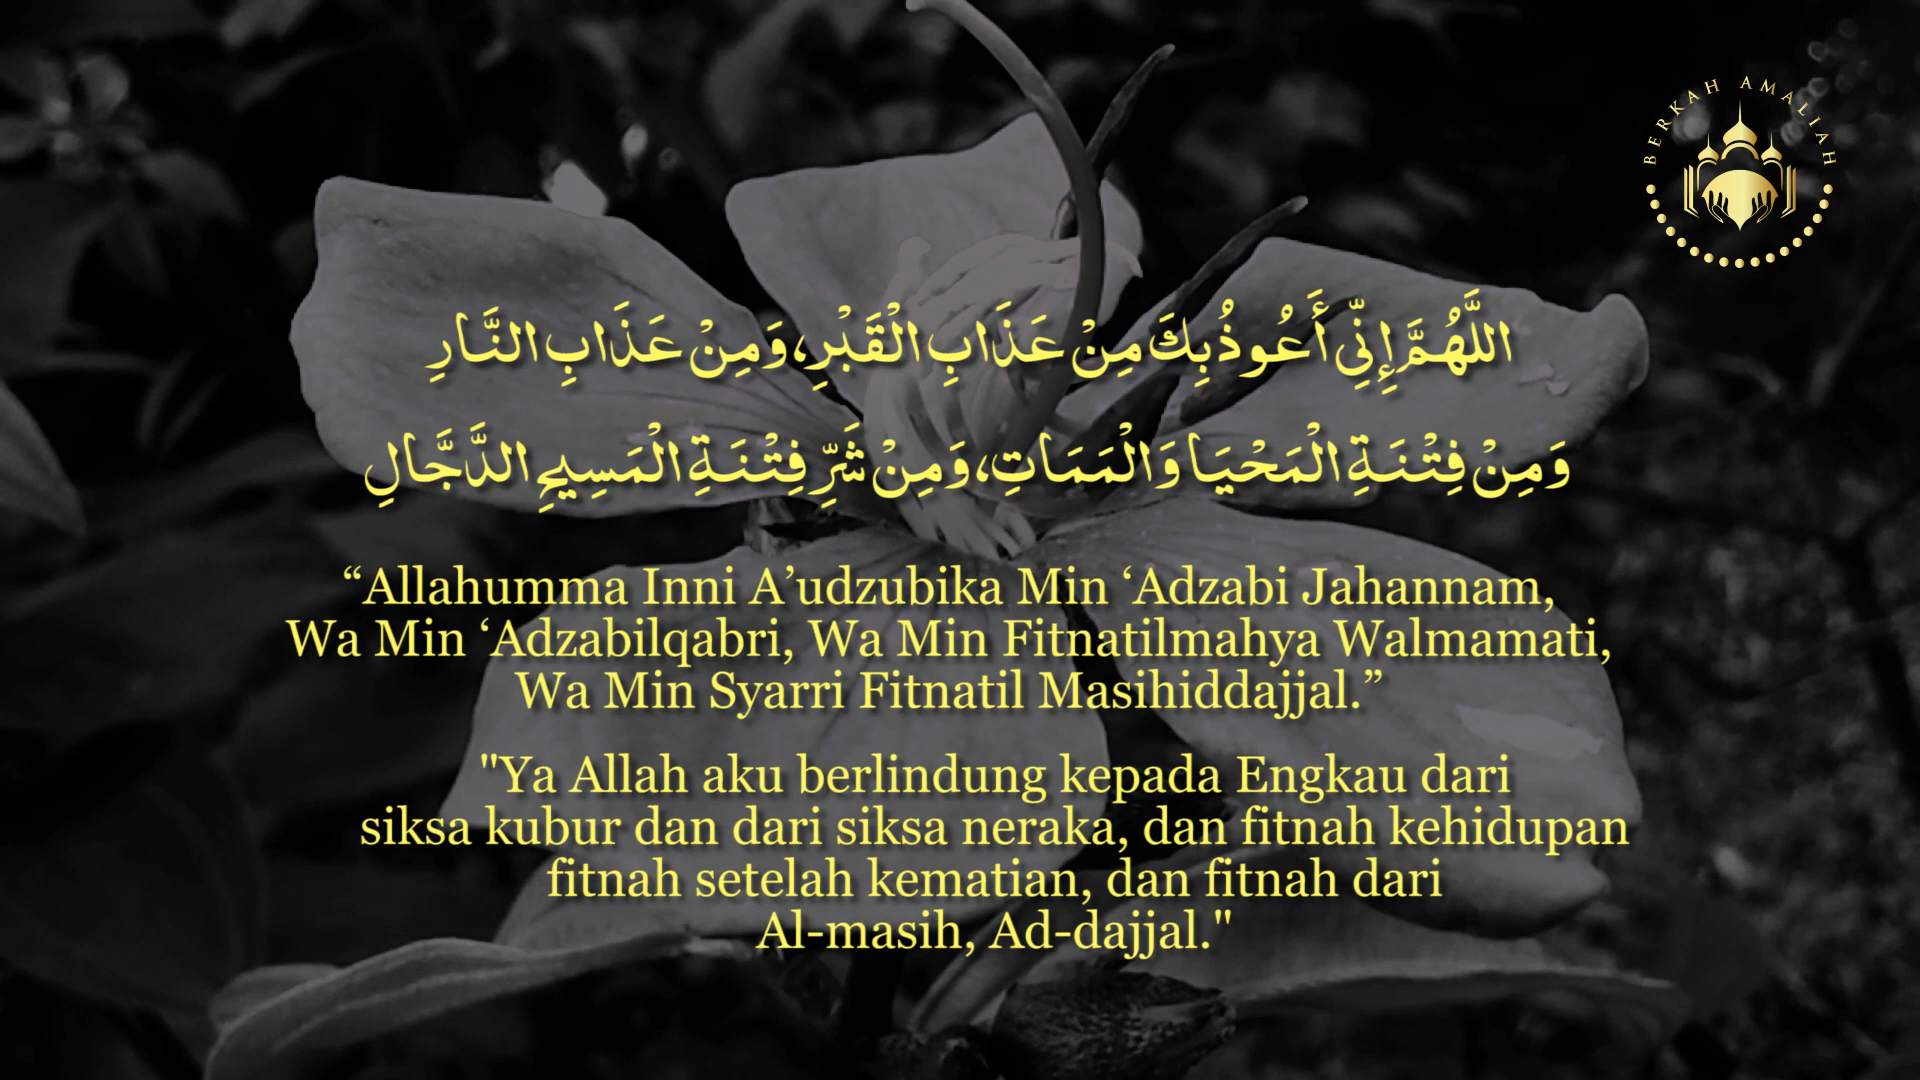 BERKAH AMALIAH
اللَّهُمَّ إِنِّي أَعُوذُ بِكَ مِنْ عَذَابِ الْقَبْرِ، وَمِنْ عَذَابِ النَّارِ
وَمِنْ فِتْنَةِ الْمَحْيَا وَالْمَمَاتِ، وَمِنْ شَرِّ فِتْنَةِ الْمَسِيحِ الدَّجَّالِ
“Allahumma Inni A’udzubika Min ‘Adzabi Jahannam,
Wa Min ‘Adzabilqabri, Wa Min Fitnatilmahya Walmamati,
Wa Min Syarri Fitnatil Masihiddajjal.”
"Ya Allah aku berlindung kepada Engkau dari
siksa kubur dan dari siksa neraka, dan fitnah kehidupan
fitnah setelah kematian, dan fitnah dari
Al-masih, Ad-dajjal."